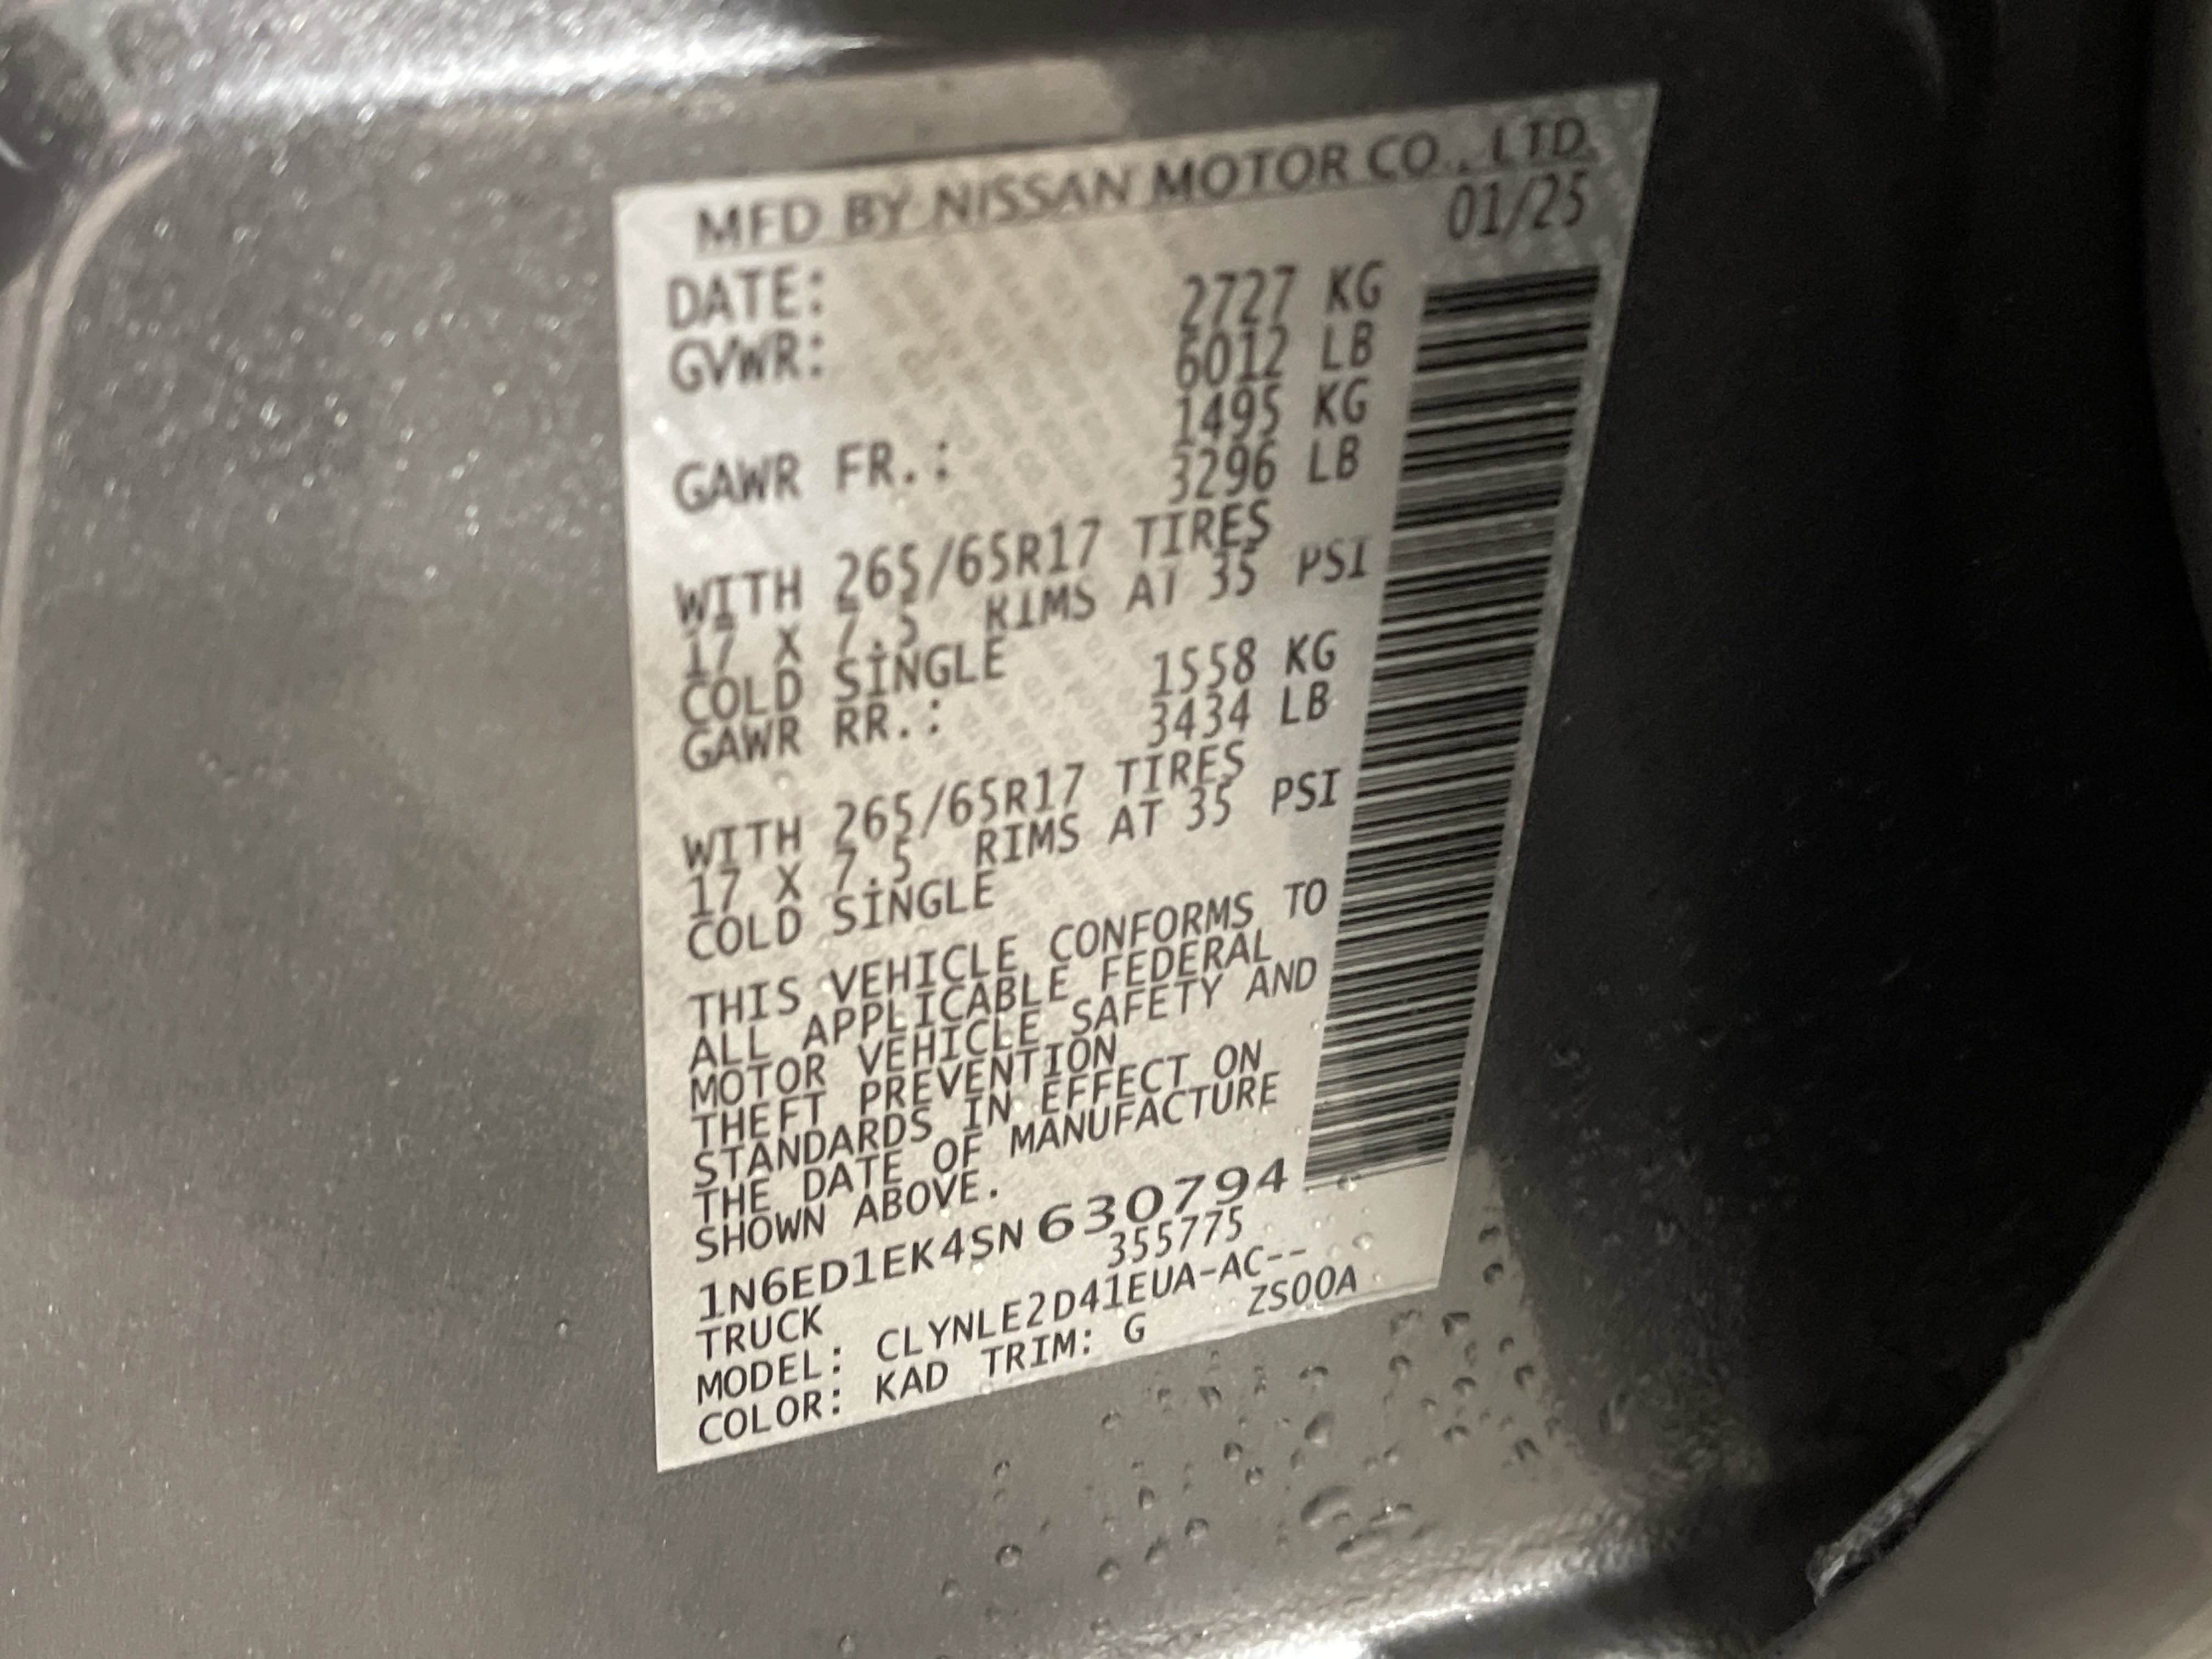 MFD BY NISSAN MOTOR CO., LTD.
DATE: 01/25
GVWR: 2727 KG
6012 LB
GAWR FR.: 1495 KG
3296 LB
WITH 265/65R17 TIRES
17 X 7.5 RIMS AT 35 PSI
COLD SINGLE
GAWR RR.: 1558 KG
3434 LB
WITH 265/65R17 TIRES
17 X 7.5 RIMS AT 35 PSI
COLD SINGLE
THIS VEHICLE CONFORMS TO
ALL APPLICABLE FEDERAL
MOTOR VEHICLE SAFETY AND
THEFT PREVENTION
STANDARDS IN EFFECT ON
THE DATE OF MANUFACTURE
SHOWN ABOVE.
1N6ED1EK4SN630794
TRUCK 355775
MODEL: CLYNLE2D41EUA-AC--
COLOR: KAD TRIM: G ZS00A